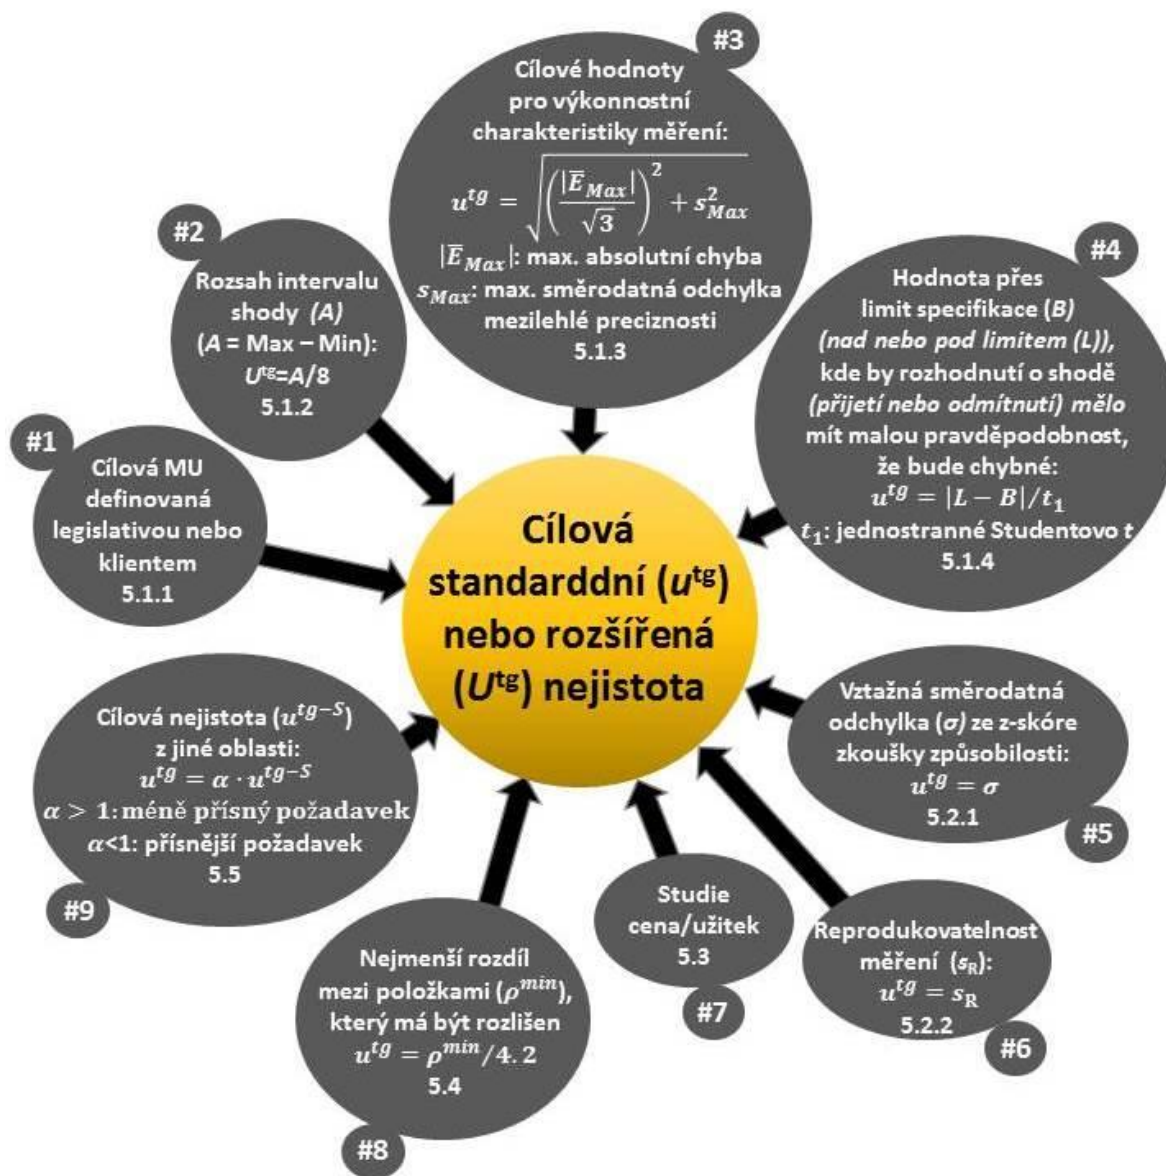 #1
Cílová MU
definovaná
legislativou nebo
klientem
5.1.1
#2
Rozsah intervalu
shody (A)
(A = Max – Min):
U^tg=A/8
5.1.2
#3
Cílové hodnoty
pro výkonnostní
charakteristiky měření:
u^tg = √((|E̅_Max|/√3)² + s²_Max)
|E̅_Max|: max. absolutní chyba
s_Max: max. směrodatná odchylka
mezilehlé preciznosti
5.1.3
#4
Hodnota přes
limit specifikace (B)
(nad nebo pod limitem (L)),
kde by rozhodnutí o shodě
(přijetí nebo odmítnutí) mělo
mít malou pravděpodobnost,
že bude chybné:
u^tg = |L − B|/t₁
t₁: jednostranné Studentovo t
5.1.4
Cílová
standarddní (u^tg)
nebo rozšířená
(U^tg) nejistota
Vztažná směrodatná
odchylka (σ) ze z-skóre
zkoušky způsobilosti:
u^tg = σ
5.2.1
#5
Reprodukovatelnost
měření (s_R):
u^tg = s_R
5.2.2
#6
Studie
cena/užitek
5.3
#7
Nejmenší rozdíl
mezi položkami (ρ^min),
který má být rozlišen
u^tg = ρ^min/4.2
5.4
#8
Cílová nejistota (u^tg−S)
z jiné oblasti:
u^tg = α · u^tg−S
α > 1: méně přísný požadavek
α<1: přísnější požadavek
5.5
#9